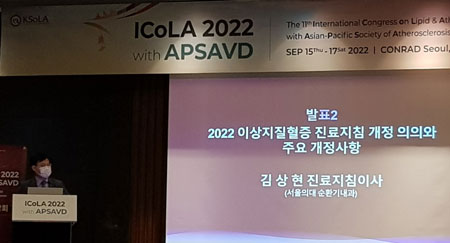 KSoLA
ICoLA 2022
with APSAVD
The 11th International Congress on Lipid & Ath
with Asian-Pacific Society of Atherosclerosis
SEP 15Thu - 17Sat 2022 | CONRAD Seoul,
발표2
2022 이상지질혈증 진료지침 개정 의의와
주요 개정사항
김 상 현 진료지침이사
(서울의대 순환기내과)
APSAVD
ICoLA 2022
with APSAVD